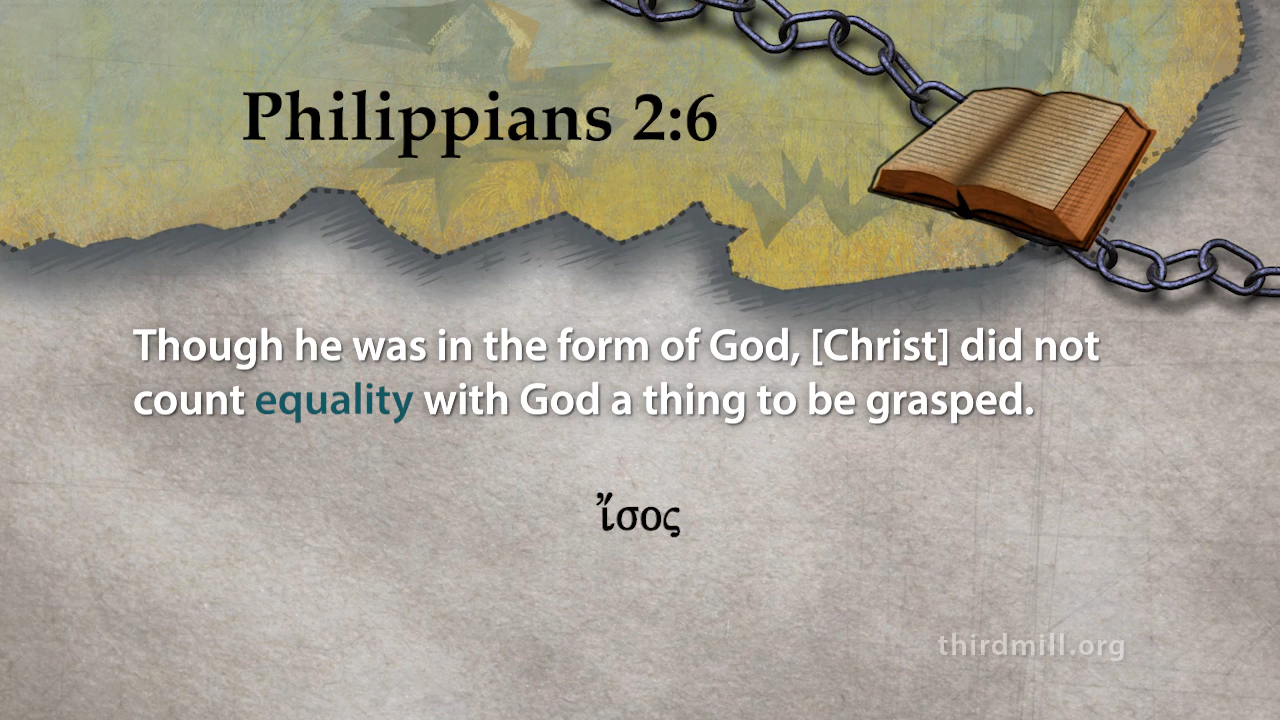 Philippians 2:6
Though he was in the form of God, [Christ] did not
count equality with God a thing to be grasped.
ἴσος
thirdmill.org